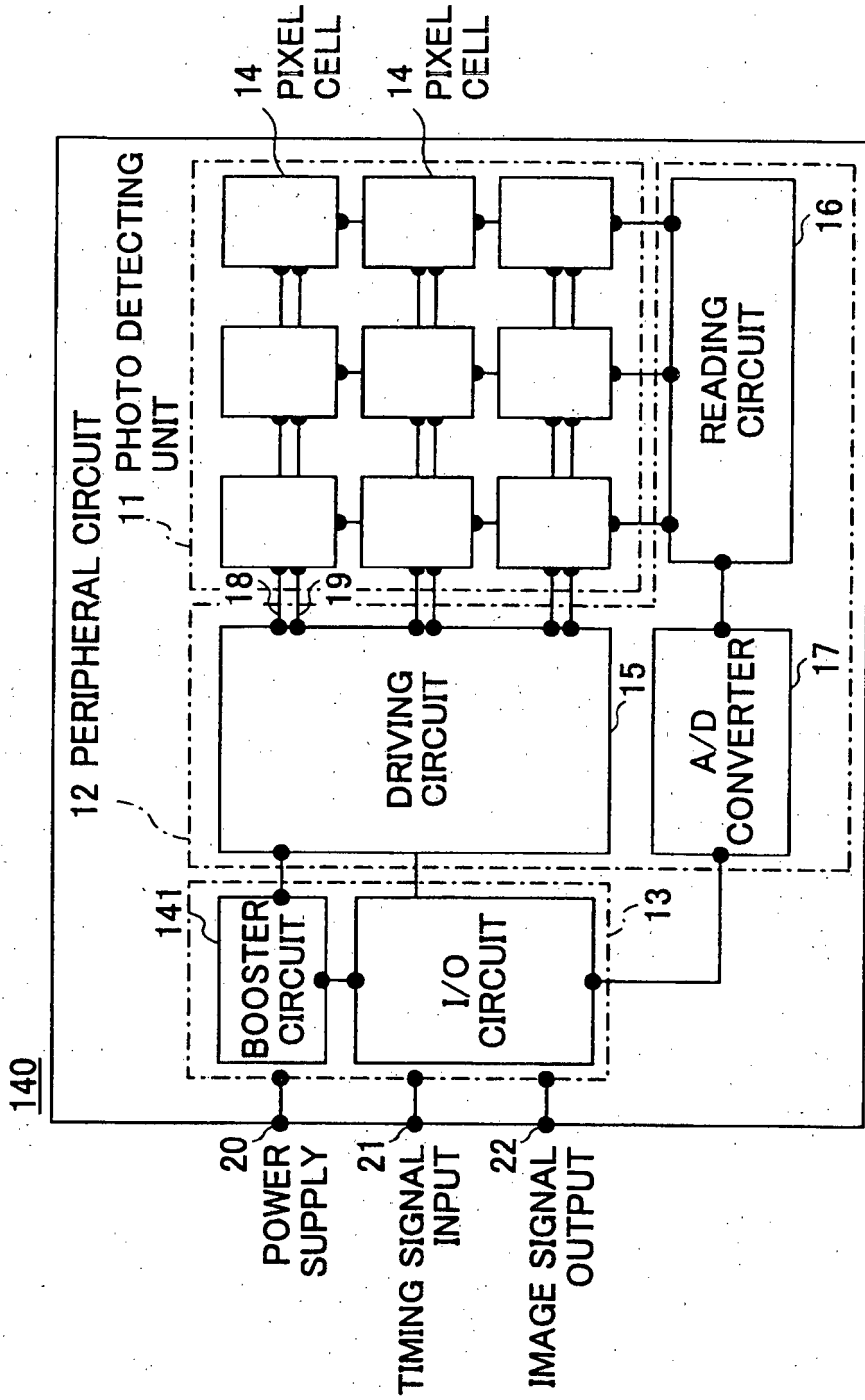 140
12 PERIPHERAL CIRCUIT
11 PHOTO DETECTING
UNIT
14
PIXEL
CELL
14
PIXEL
CELL
18
19
141
BOOSTER
CIRCUIT
DRIVING
CIRCUIT
15
I/O
CIRCUIT
13
READING
CIRCUIT
16
A/D
CONVERTER
17
20
POWER
SUPPLY
21
TIMING SIGNAL
INPUT
22
IMAGE SIGNAL
OUTPUT